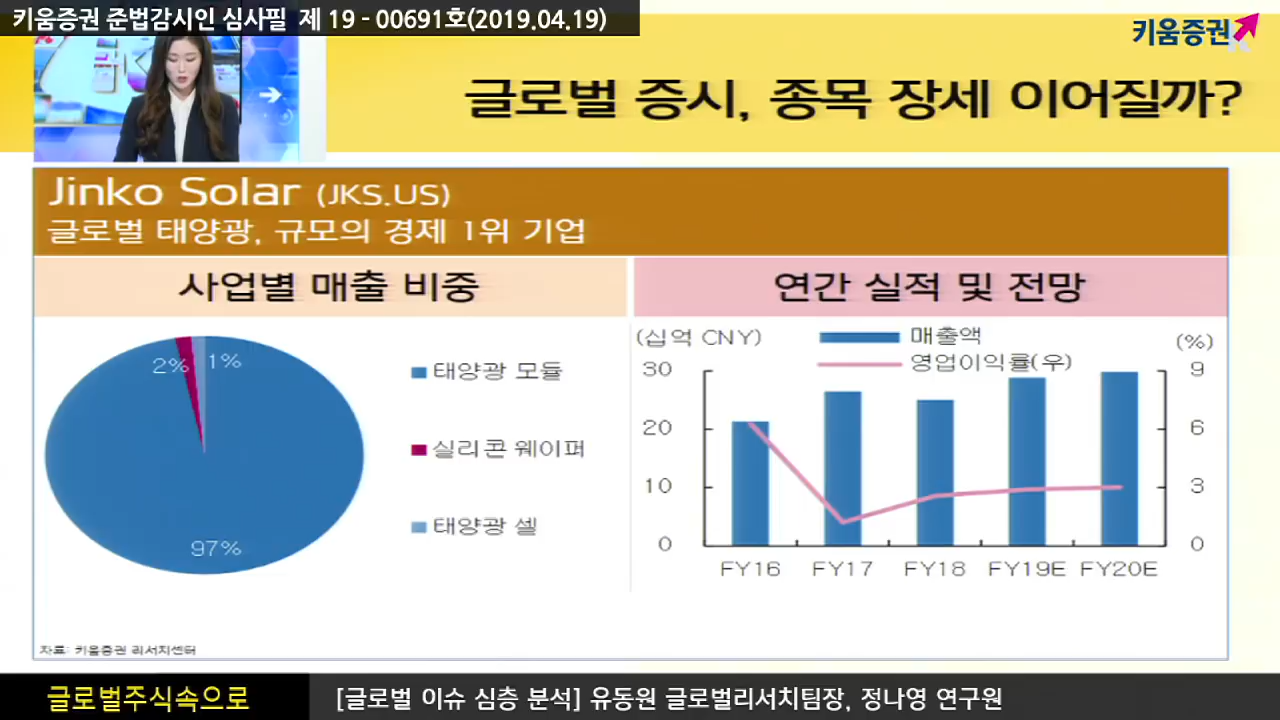 키움증권 준법감시인 심사필 제 19 - 00691호(2019.04.19)
키움증권
글로벌 증시, 종목 장세 이어질까?
Jinko Solar (JKS.US)
글로벌 태양광, 규모의 경제 1위 기업
사업별 매출 비중
2%
1%
97%
태양광 모듈
실리콘 웨이퍼
태양광 셀
연간 실적 및 전망
(십억 CNY)
매출액
영업이익률(우)
(%)
30
20
10
0
9
6
3
0
FY16 FY17 FY18 FY19E FY20E
자료: 키움증권 리서치센터
글로벌주식속으로
[글로벌 이슈 심층 분석] 유동원 글로벌리서치팀장, 정나영 연구원